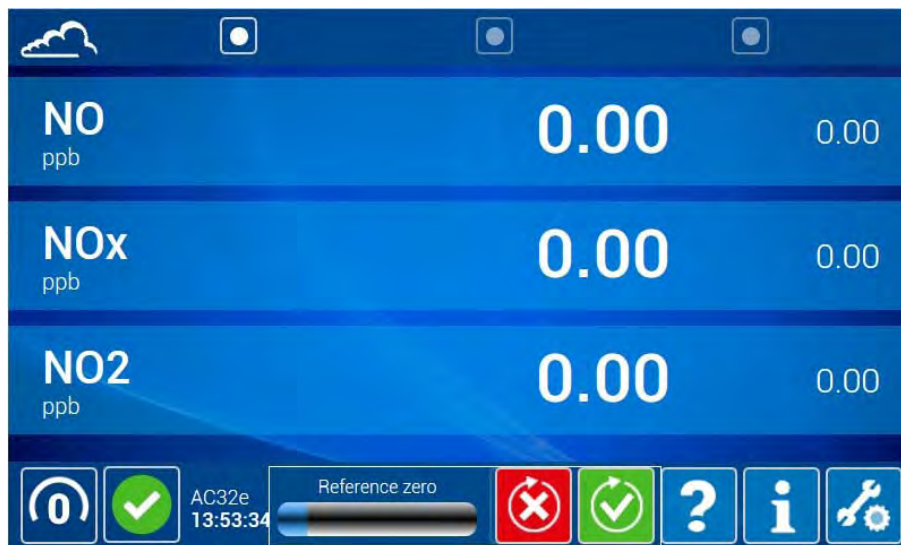 NO
ppb
0.00
0.00
NOx
ppb
0.00
0.00
NO2
ppb
0.00
0.00
0
AC32e
13:53:34
Reference zero
?
i